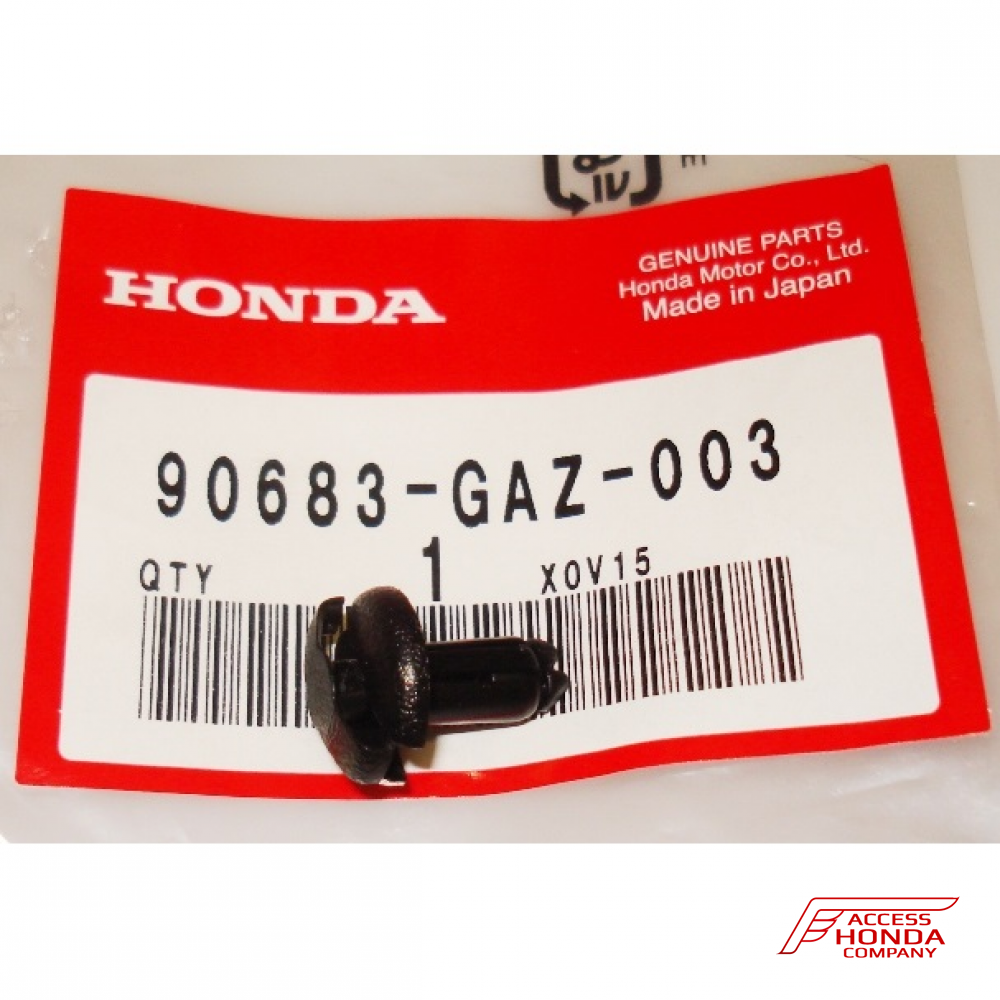 HONDA
GENUINE PARTS
Honda Motor Co., Ltd.
Made in Japan
90683-GAZ-003
QTY 1 X0V15
ACCESS
HONDA
COMPANY